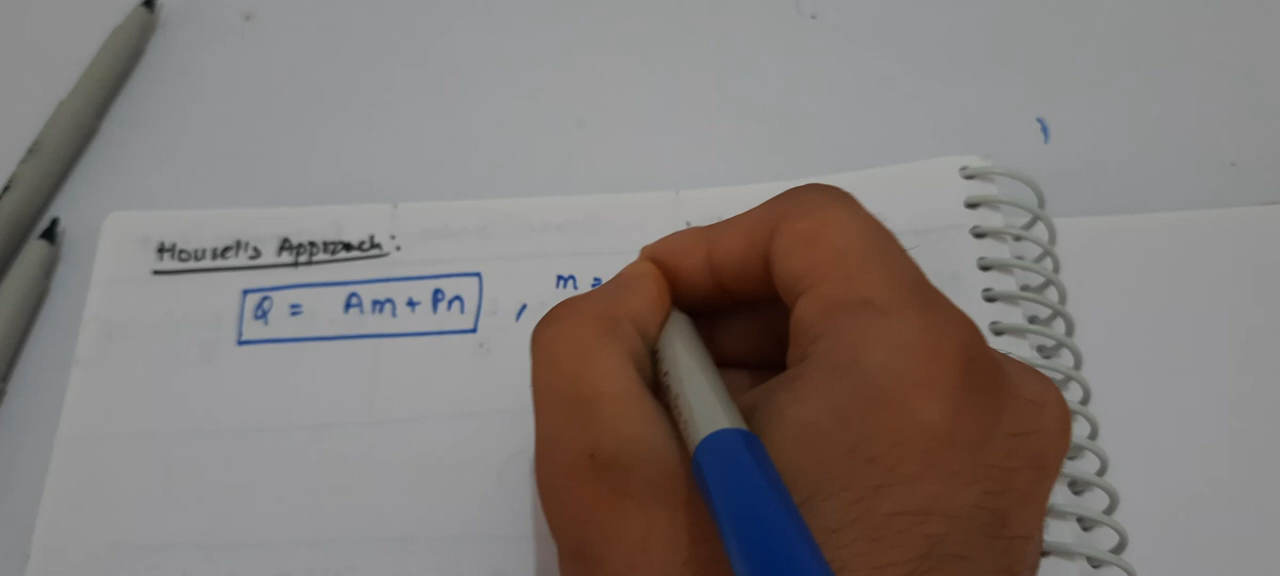 Housel's Approach:
Q = Am + Pn , m =